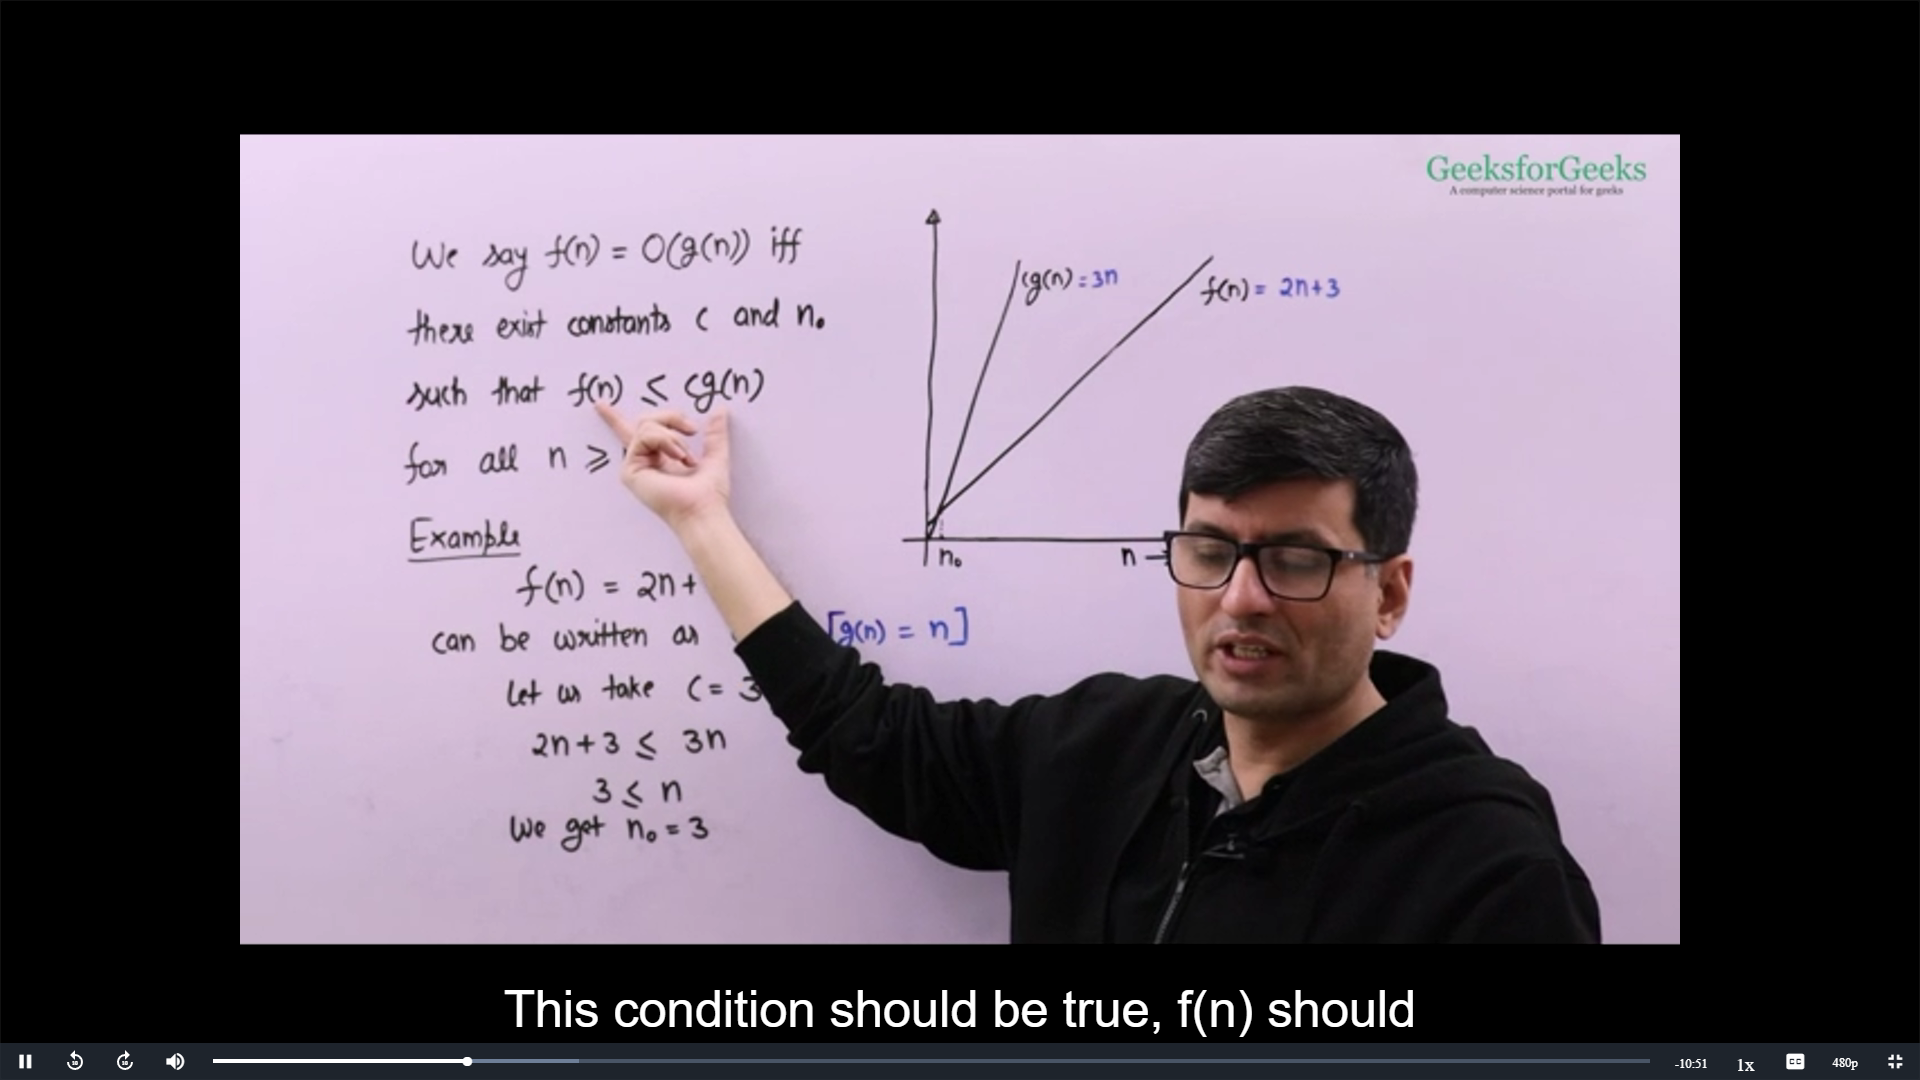 GeeksforGeeks
A computer science portal for geeks
We say f(n) = O(g(n)) iff
there exist constants c and n₀
such that f(n) ≤ cg(n)
for all n ≥
Example
f(n) = 2n+
can be written as
[g(n) = n]
Let us take c = 3
2n+3 ≤ 3n
3 ≤ n
We get n₀ = 3
cg(n) = 3n
f(n) = 2n+3
n₀
n →
This condition should be true, f(n) should
-10:51
1x
CC
480p